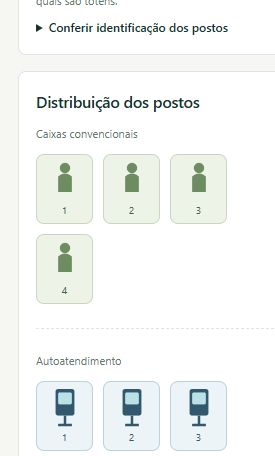 quais são totens.
▶ Conferir identificação dos postos
Distribuição dos postos
Caixas convencionais
1 2 3
4
Autoatendimento
1 2 3